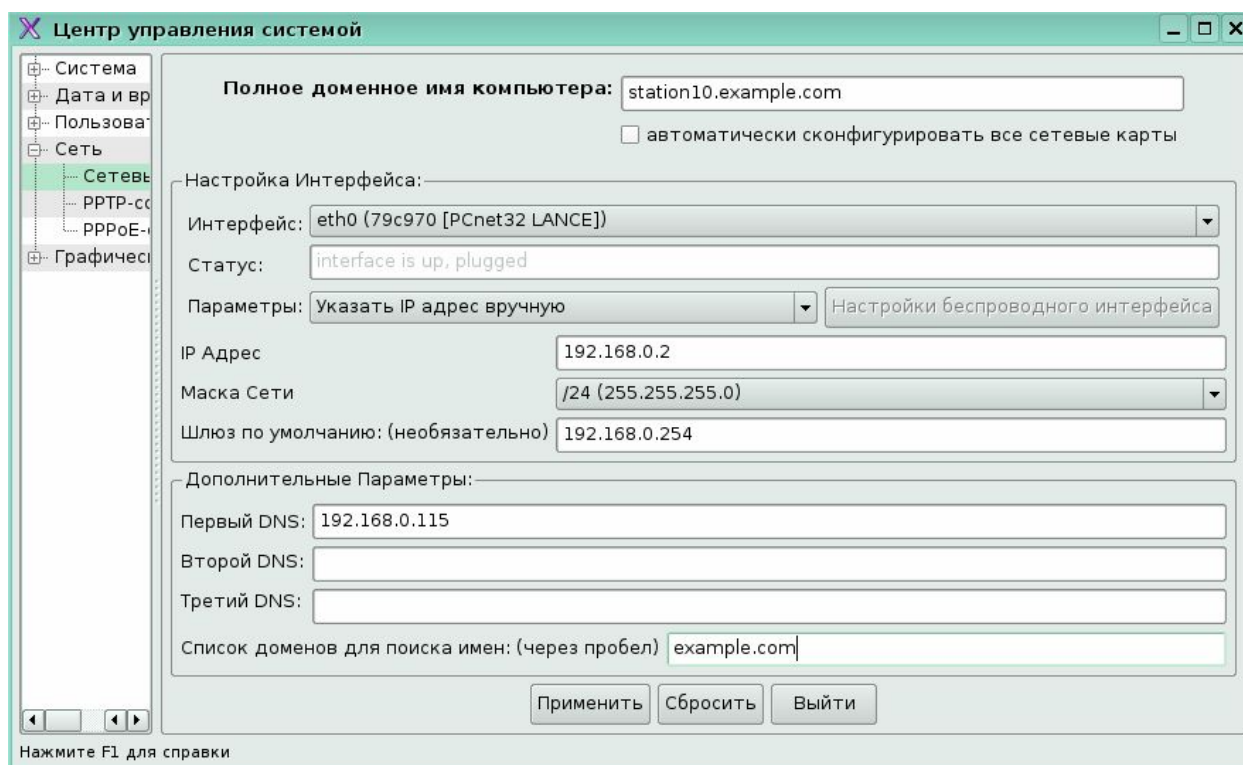 Центр управления системой
Система
Дата и вр
Пользоват
Сеть
Сетевы
PPTP-со
PPPoE-
Графическ
Полное доменное имя компьютера: station10.example.com
автоматически сконфигурировать все сетевые карты
Настройка Интерфейса:
Интерфейс: eth0 (79c970 [PCnet32 LANCE])
Статус: interface is up, plugged
Параметры: Указать IP адрес вручную Настройки беспроводного интерфейса
IP Адрес 192.168.0.2
Маска Сети /24 (255.255.255.0)
Шлюз по умолчанию: (необязательно) 192.168.0.254
Дополнительные Параметры:
Первый DNS: 192.168.0.115
Второй DNS:
Третий DNS:
Список доменов для поиска имен: (через пробел) example.com
Применить Сбросить Выйти
Нажмите F1 для справки